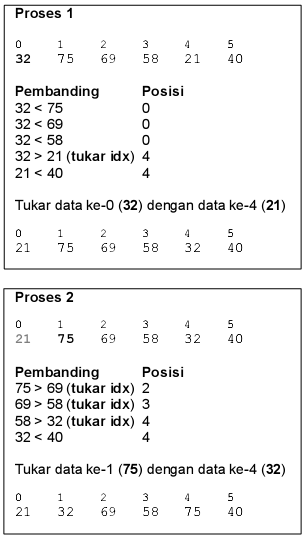 Proses 1
0 1 2 3 4 5
32 75 69 58 21 40
Pembanding Posisi
32 < 75 0
32 < 69 0
32 < 58 0
32 > 21 (tukar idx) 4
21 < 40 4
Tukar data ke-0 (32) dengan data ke-4 (21)
0 1 2 3 4 5
21 75 69 58 32 40
Proses 2
0 1 2 3 4 5
21 75 69 58 32 40
Pembanding Posisi
75 > 69 (tukar idx) 2
69 > 58 (tukar idx) 3
58 > 32 (tukar idx) 4
32 < 40 4
Tukar data ke-1 (75) dengan data ke-4 (32)
0 1 2 3 4 5
21 32 69 58 75 40